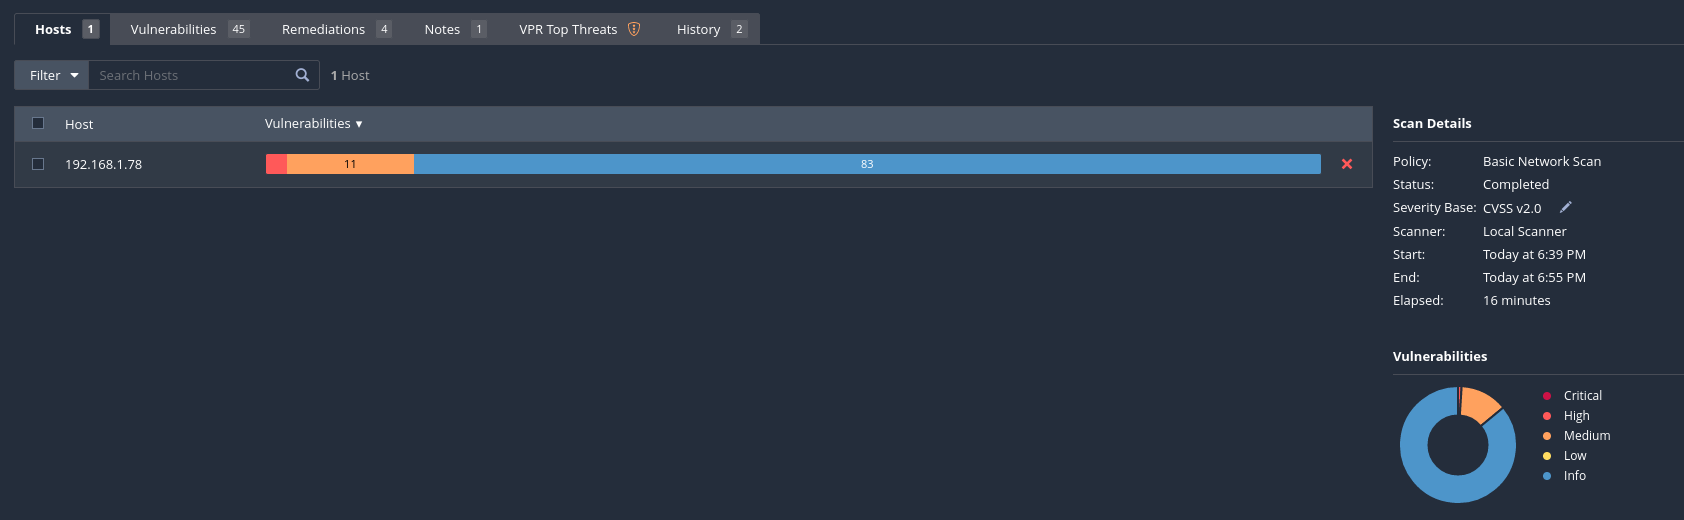 Hosts 1 Vulnerabilities 45 Remediations 4 Notes 1 VPR Top Threats History 2
Filter Search Hosts 1 Host
Host Vulnerabilities
192.168.1.78 11 83
Scan Details
Policy: Basic Network Scan
Status: Completed
Severity Base: CVSS v2.0
Scanner: Local Scanner
Start: Today at 6:39 PM
End: Today at 6:55 PM
Elapsed: 16 minutes
Vulnerabilities
Critical
High
Medium
Low
Info